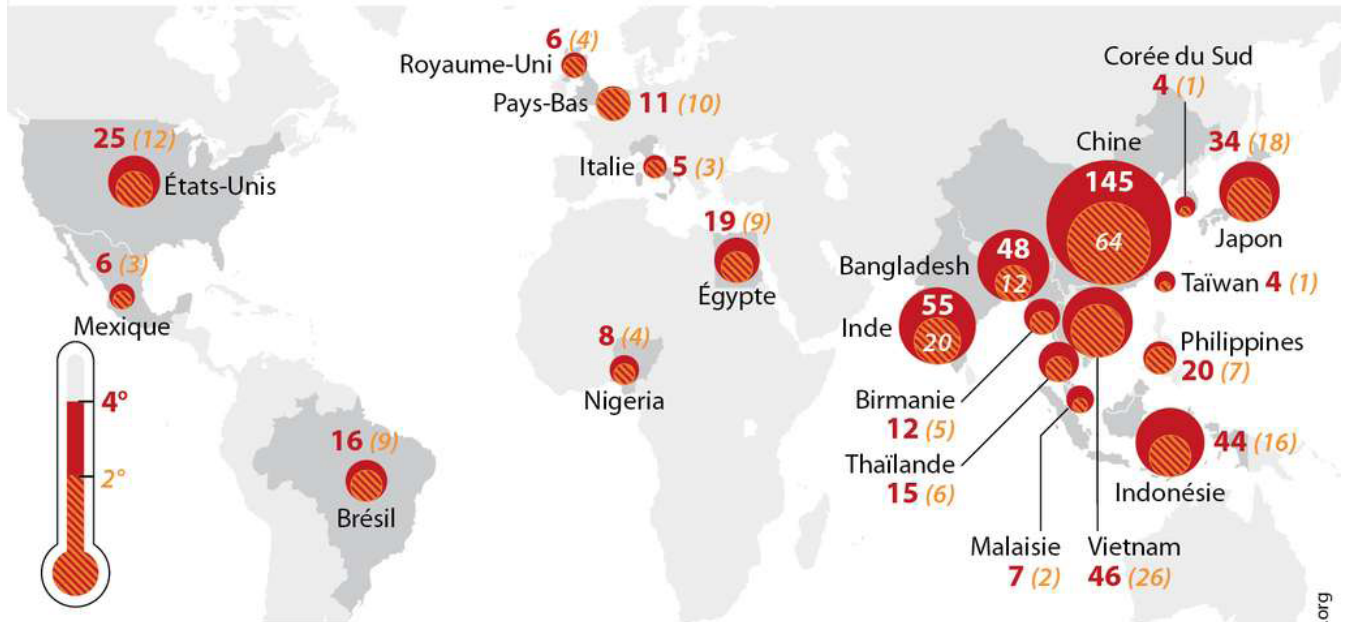 6 (4)
Royaume-Uni
Pays-Bas
11 (10)
Italie
5 (3)
25 (12)
États-Unis
6 (3)
Mexique
4°
2°
16 (9)
Brésil
19 (9)
Égypte
8 (4)
Nigeria
Corée du Sud
4 (1)
Chine
145
64
34 (18)
Japon
Bangladesh
48
12
Inde
55
20
Taïwan 4 (1)
Philippines
20 (7)
Birmanie
12 (5)
Thaïlande
15 (6)
44 (16)
Indonésie
Malaisie
7 (2)
Vietnam
46 (26)
.org